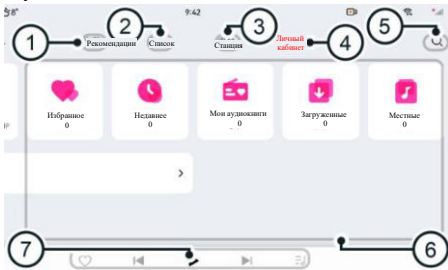 9:42
2
3
1
Рекомендации
Список
Станция
Личный
кабинет
4
5
Избранное
0
Недавнее
0
Мои аудиокниги
0
Загруженные
0
Местные
0
7
6